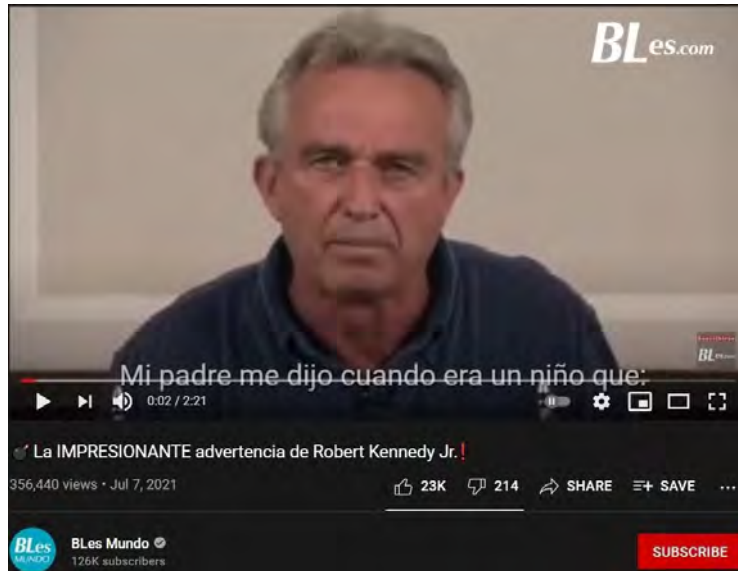 BLes.com
BL
Mi padre me dijo cuando era un niño que:
0:02 / 2:21
La IMPRESIONANTE advertencia de Robert Kennedy Jr.❗
356,440 views • Jul 7, 2021
23K
214
SHARE
SAVE
BLes MUNDO
BLes Mundo
126K subscribers
SUBSCRIBE